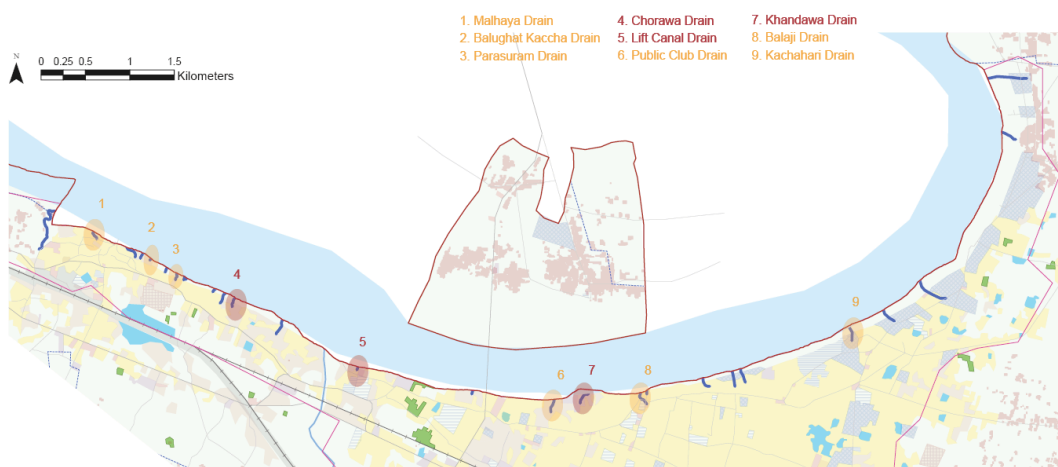 1. Malhaya Drain
2. Balughat Kaccha Drain
3. Parasuram Drain
4. Chorawa Drain
5. Lift Canal Drain
6. Public Club Drain
7. Khandawa Drain
8. Balaji Drain
9. Kachahari Drain
N
0 0.25 0.5 1 1.5
Kilometers
1
2
3
4
5
6
7
8
9